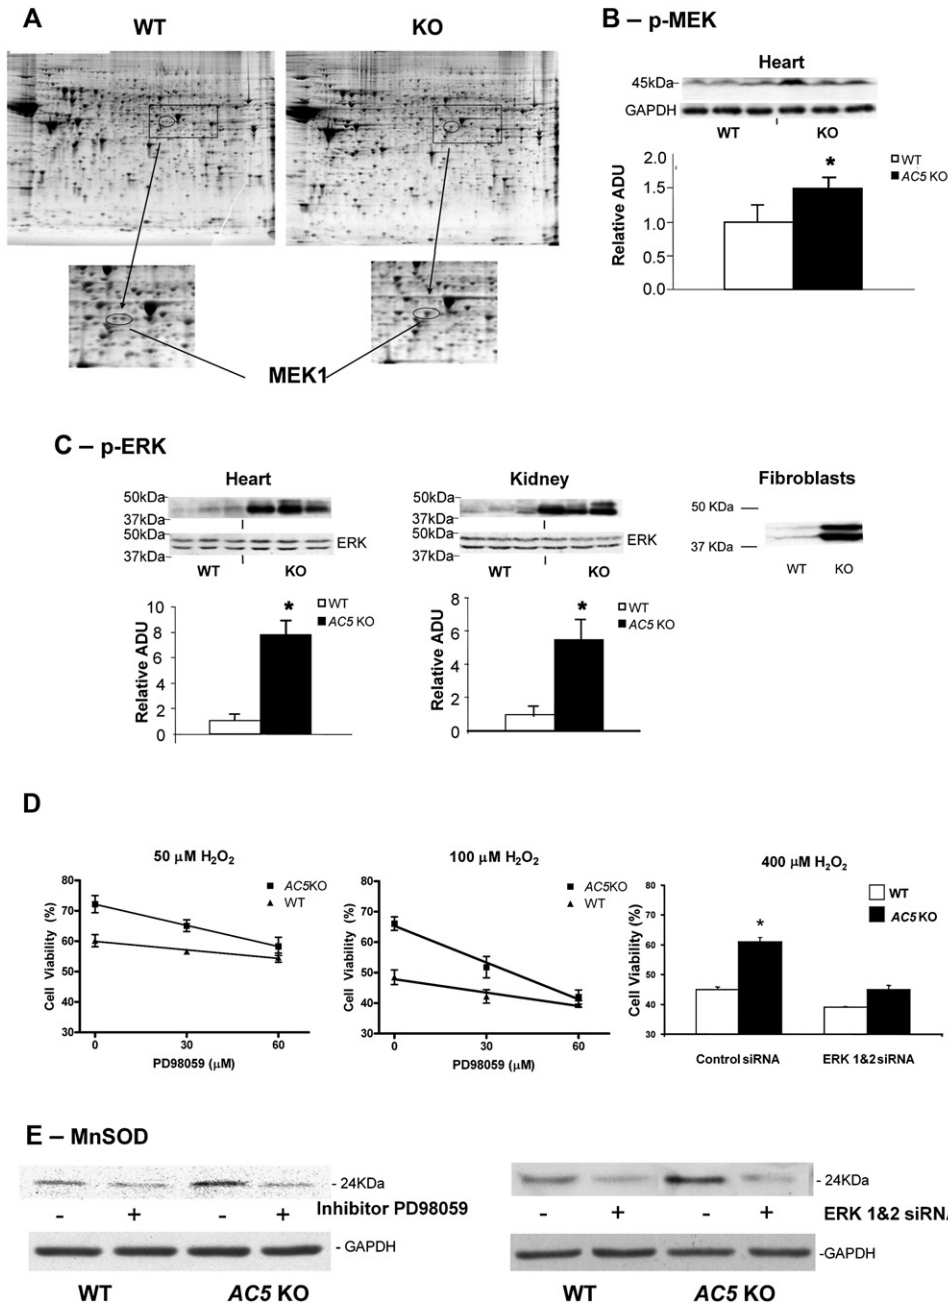 A
WT
KO
MEK1
B – p-MEK
Heart
45kDa
GAPDH
WT
KO
WT
AC5 KO
*
Relative ADU
2.0
1.5
1.0
0.5
0.0
C – p-ERK
Heart
50kDa
37kDa
50kDa
37kDa
ERK
WT
KO
WT
AC5 KO
*
Relative ADU
10
8
6
4
2
0
Kidney
50kDa
37kDa
50kDa
37kDa
ERK
WT
KO
WT
AC5 KO
*
Relative ADU
8
6
4
2
0
Fibroblasts
50 KDa
37 KDa
WT
KO
D
50 μM H₂O₂
AC5KO
WT
Cell Viability (%)
80
70
60
50
40
30
0
30
60
PD98059 (μM)
100 μM H₂O₂
AC5KO
WT
Cell Viability (%)
80
70
60
50
40
30
0
30
60
PD98059 (μM)
400 μM H₂O₂
WT
AC5 KO
*
Cell Viability (%)
80
70
60
50
40
30
Control siRNA
ERK 1&2 siRNA
E – MnSOD
- 24KDa
- + - + Inhibitor PD98059
- GAPDH
WT
AC5 KO
- 24KDa
- + - + ERK 1&2 siRN
-GAPDH
WT
AC5 KO